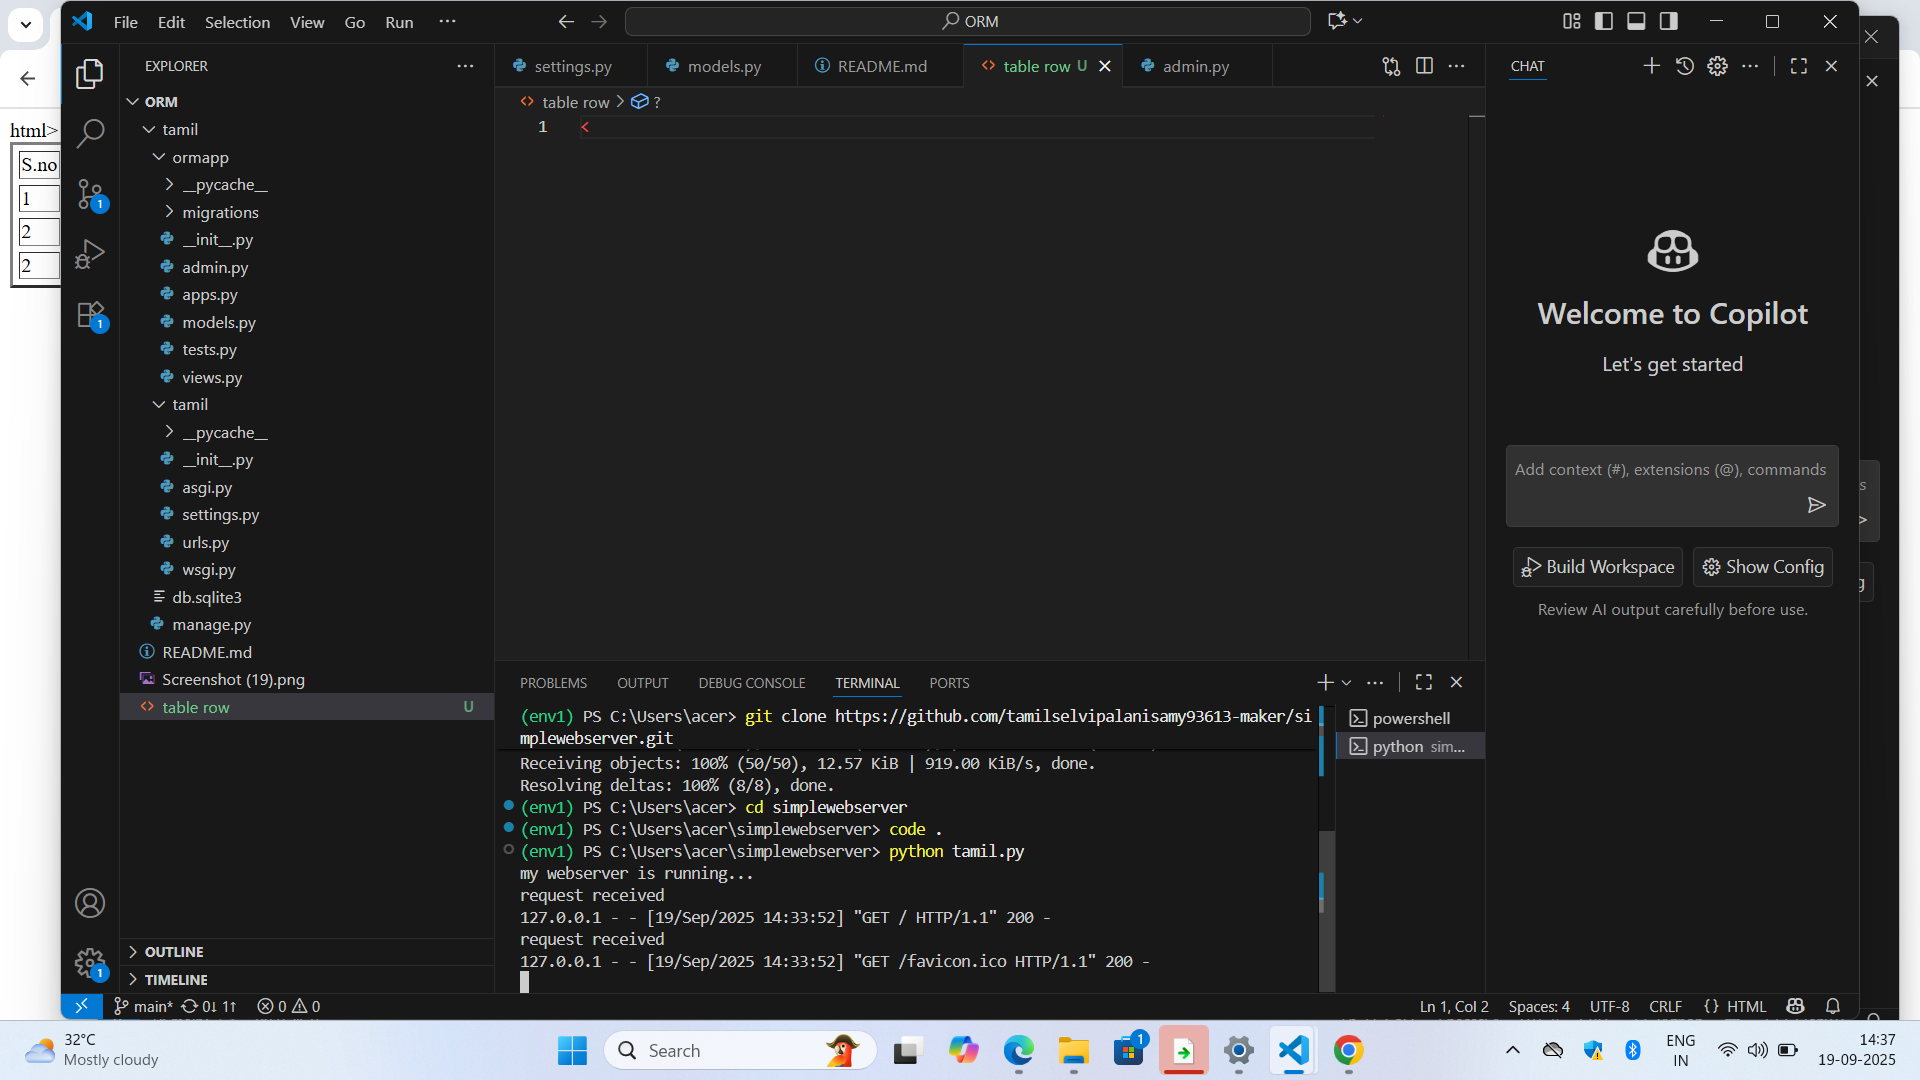 File Edit Selection View Go Run ···
ORM
EXPLORER
ORM
tamil
ormapp
__pycache__
migrations
__init__.py
admin.py
apps.py
models.py
tests.py
views.py
tamil
__pycache__
__init__.py
asgi.py
settings.py
urls.py
wsgi.py
db.sqlite3
manage.py
README.md
Screenshot (19).png
table row U
OUTLINE
TIMELINE
html>
S.no
1
2
2
1
1
1
settings.py models.py README.md table row U admin.py
table row > ?
1 <
PROBLEMS OUTPUT DEBUG CONSOLE TERMINAL PORTS
(env1) PS C:\Users\acer> git clone https://github.com/tamilselvipalanisamy93613-maker/si
mplewebserver.git
Receiving objects: 100% (50/50), 12.57 KiB | 919.00 KiB/s, done.
Resolving deltas: 100% (8/8), done.
(env1) PS C:\Users\acer> cd simplewebserver
(env1) PS C:\Users\acer\simplewebserver> code .
(env1) PS C:\Users\acer\simplewebserver> python tamil.py
my webserver is running...
request received
127.0.0.1 - - [19/Sep/2025 14:33:52] "GET / HTTP/1.1" 200 -
request received
127.0.0.1 - - [19/Sep/2025 14:33:52] "GET /favicon.ico HTTP/1.1" 200 -
powershell
python sim...
CHAT
Welcome to Copilot
Let's get started
Add context (#), extensions (@), commands
Build Workspace Show Config
Review AI output carefully before use.
main* 0↓ 1↑ 0 0
Ln 1, Col 2 Spaces: 4 UTF-8 CRLF {} HTML
32°C
Mostly cloudy
Search
1
ENG
IN
14:37
19-09-2025